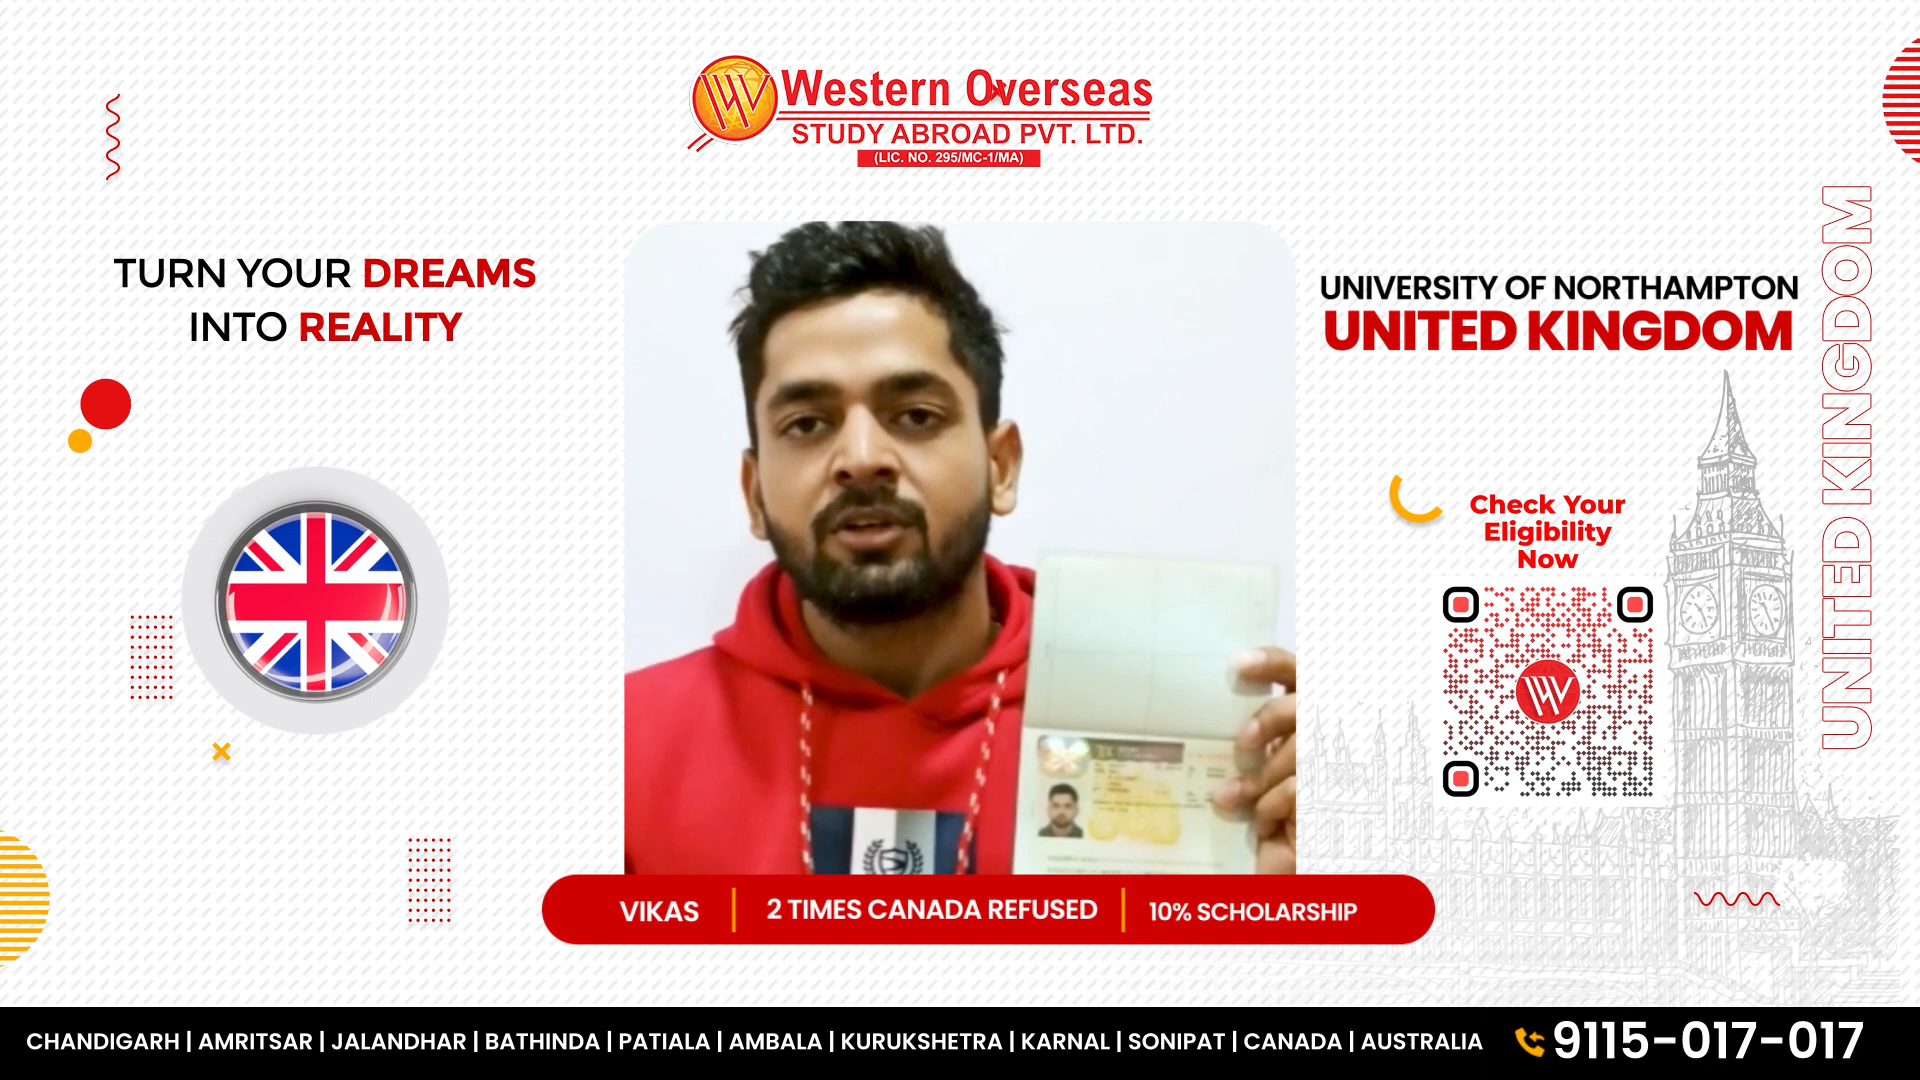 Western Overseas
STUDY ABROAD PVT. LTD.
(LIC. NO. 295/MC-1/MA)
TURN YOUR DREAMS
INTO REALITY
UNIVERSITY OF NORTHAMPTON
UNITED KINGDOM
UNITED KINGDOM
Check Your
Eligibility
Now
VIKAS
2 TIMES CANADA REFUSED
10% SCHOLARSHIP
CHANDIGARH | AMRITSAR | JALANDHAR | BATHINDA | PATIALA | AMBALA | KURUKSHETRA | KARNAL | SONIPAT | CANADA | AUSTRALIA
9115-017-017